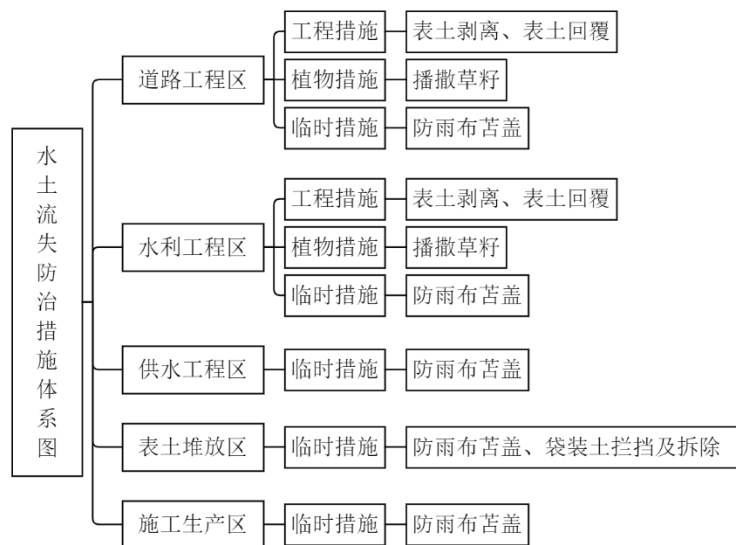 水土流失防治措施体系图
道路工程区
工程措施
表土剥离、表土回覆
植物措施
播撒草籽
临时措施
防雨布苫盖
水利工程区
工程措施
表土剥离、表土回覆
植物措施
播撒草籽
临时措施
防雨布苫盖
供水工程区
临时措施
防雨布苫盖
表土堆放区
临时措施
防雨布苫盖、袋装土拦挡及拆除
施工生产区
临时措施
防雨布苫盖